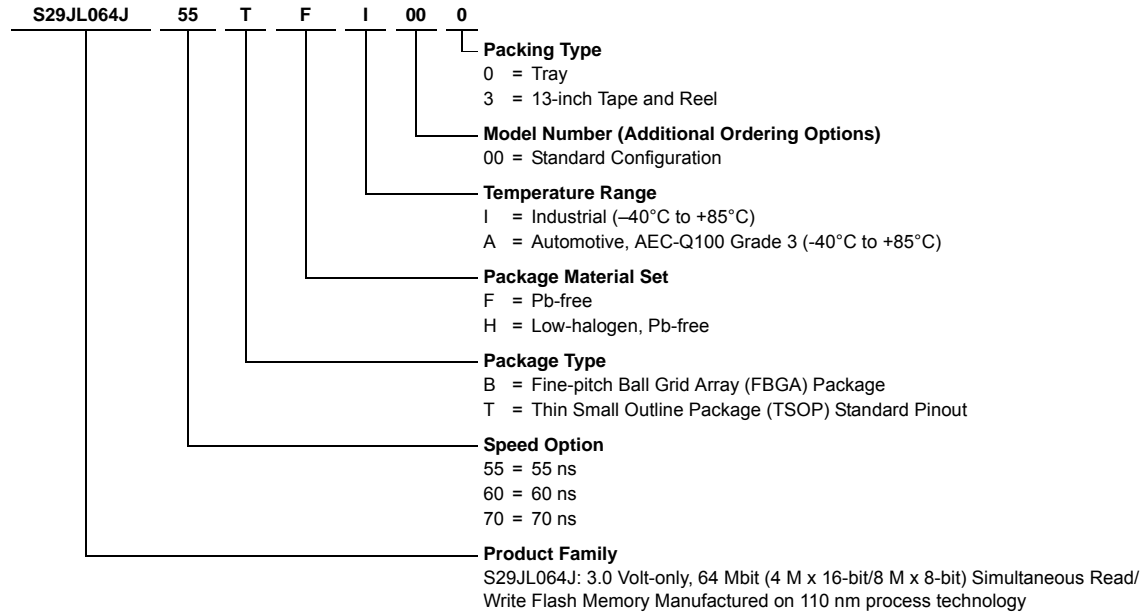 S29JL064J 55 T F I 00 0
Packing Type
0 = Tray
3 = 13-inch Tape and Reel
Model Number (Additional Ordering Options)
00 = Standard Configuration
Temperature Range
I = Industrial (–40°C to +85°C)
A = Automotive, AEC-Q100 Grade 3 (-40°C to +85°C)
Package Material Set
F = Pb-free
H = Low-halogen, Pb-free
Package Type
B = Fine-pitch Ball Grid Array (FBGA) Package
T = Thin Small Outline Package (TSOP) Standard Pinout
Speed Option
55 = 55 ns
60 = 60 ns
70 = 70 ns
Product Family
S29JL064J: 3.0 Volt-only, 64 Mbit (4 M x 16-bit/8 M x 8-bit) Simultaneous Read/
Write Flash Memory Manufactured on 110 nm process technology